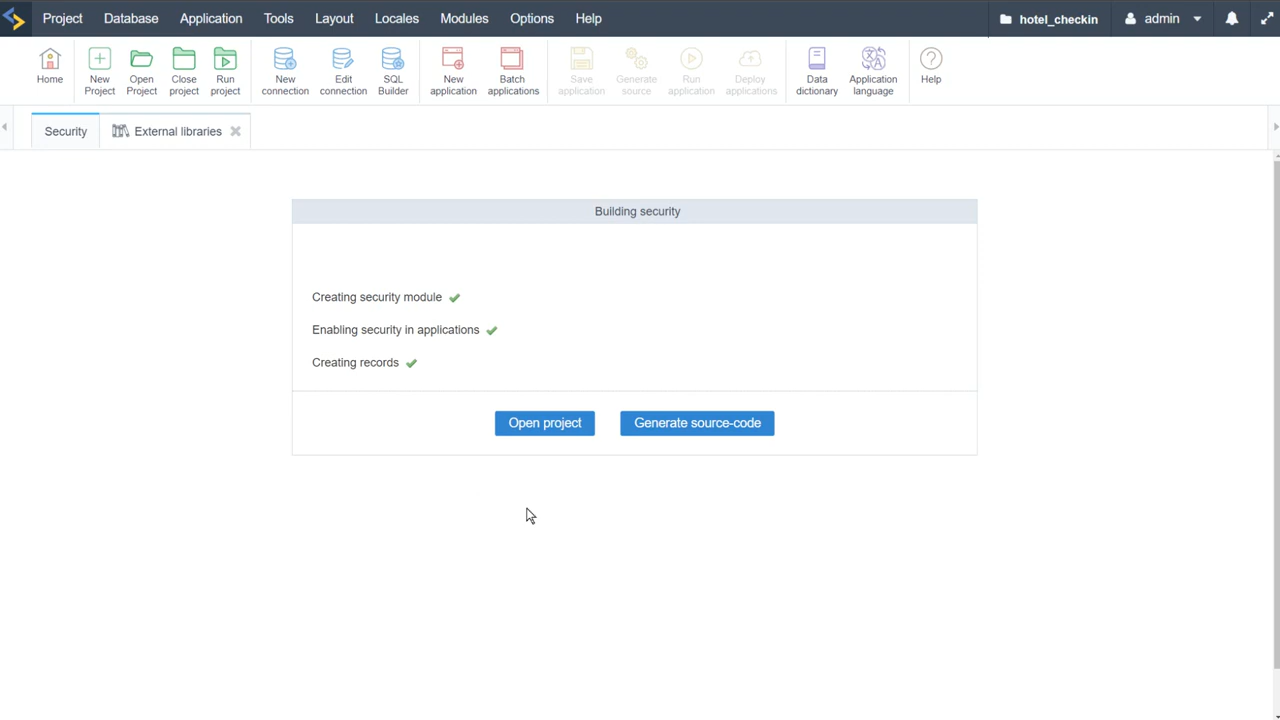 Project Database Application Tools Layout Locales Modules Options Help hotel_checkin admin
Home
New Project
Open Project
Close project
Run project
New connection
Edit connection
SQL Builder
New application
Batch applications
Save application
Generate source
Run application
Deploy applications
Data dictionary
Application language
Help
Security External libraries
Building security
Creating security module
Enabling security in applications
Creating records
Open project Generate source-code